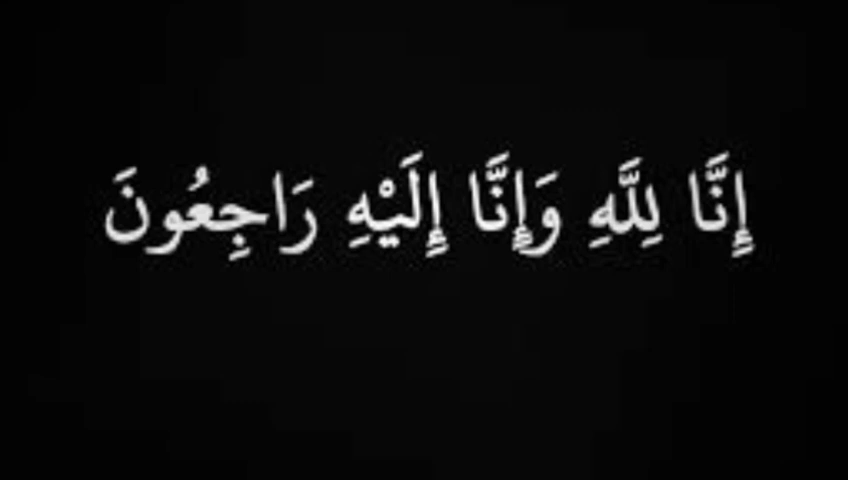 إِنَّا لِلَّهِ وَإِنَّا إِلَيْهِ رَاجِعُونَ